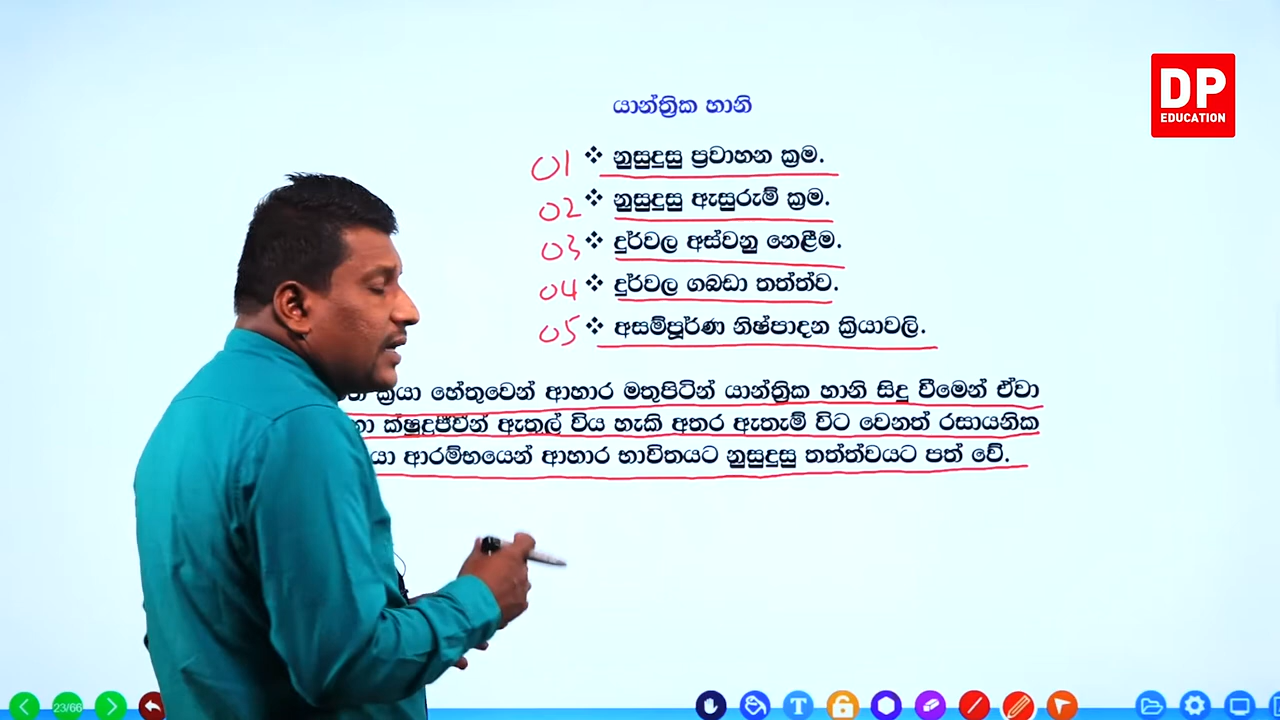 DP
EDUCATION
යාන්ත්‍රික හානි
01 ❖ නුසුදුසු ප්‍රවාහන ක්‍රම.
02 ❖ නුසුදුසු ඇසුරුම් ක්‍රම.
03 ❖ දුර්වල අස්වනු නෙළීම.
04 ❖ දුර්වල ගබඩා තත්ත්ව.
05 ❖ අසම්පූර්ණ නිෂ්පාදන ක්‍රියාවලි.
ක්‍රියා හේතුවෙන් ආහාර මතුපිටින් යාන්ත්‍රික හානි සිදු වීමෙන් ඒවා
ක්ෂුද්‍රජීවීන් ඇතුල් විය හැකි අතර ඇතැම් විට වෙනත් රසායනික
ආරම්භයෙන් ආහාර භාවිතයට නුසුදුසු තත්ත්වයට පත් වේ.
23/66
T